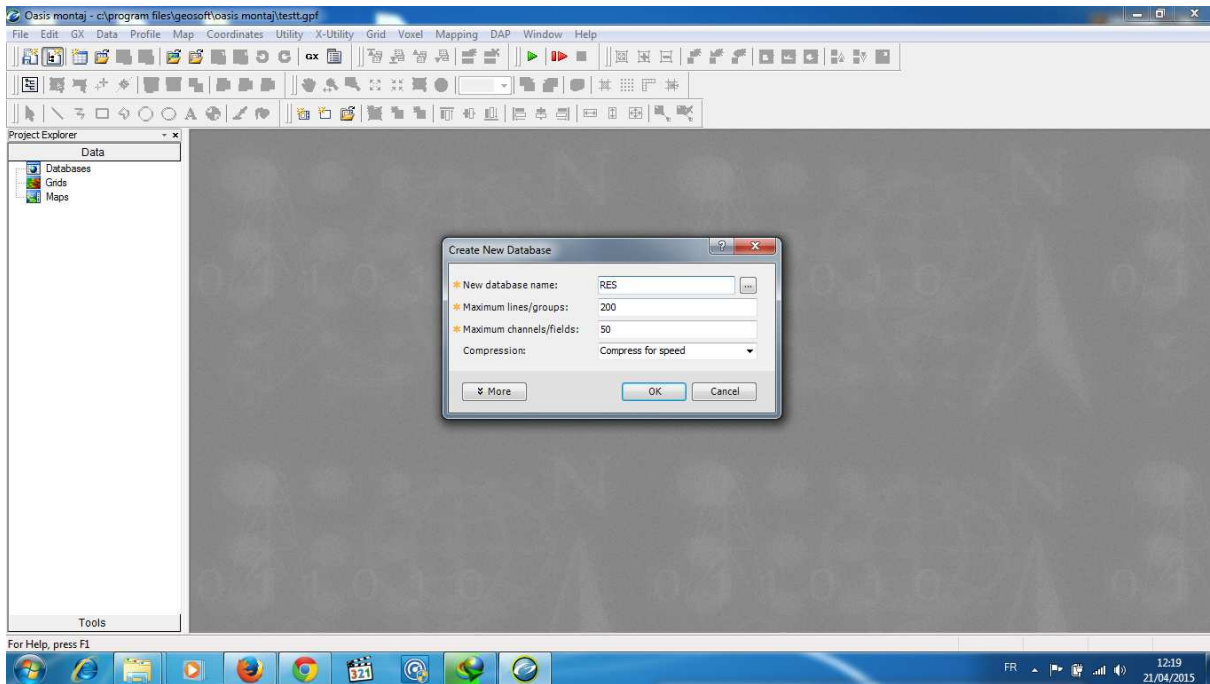 Oasis montaj - c:\program files\geosoft\oasis montaj\testt.gpf
File Edit GX Data Profile Map Coordinates Utility X-Utility Grid Voxel Mapping DAP Window Help
GX
Project Explorer
Data
Databases
Grids
Maps
Create New Database
New database name: RES ...
Maximum lines/groups: 200
Maximum channels/fields: 50
Compression: Compress for speed
More OK Cancel
Tools
For Help, press F1
321
FR
12:19
21/04/2015